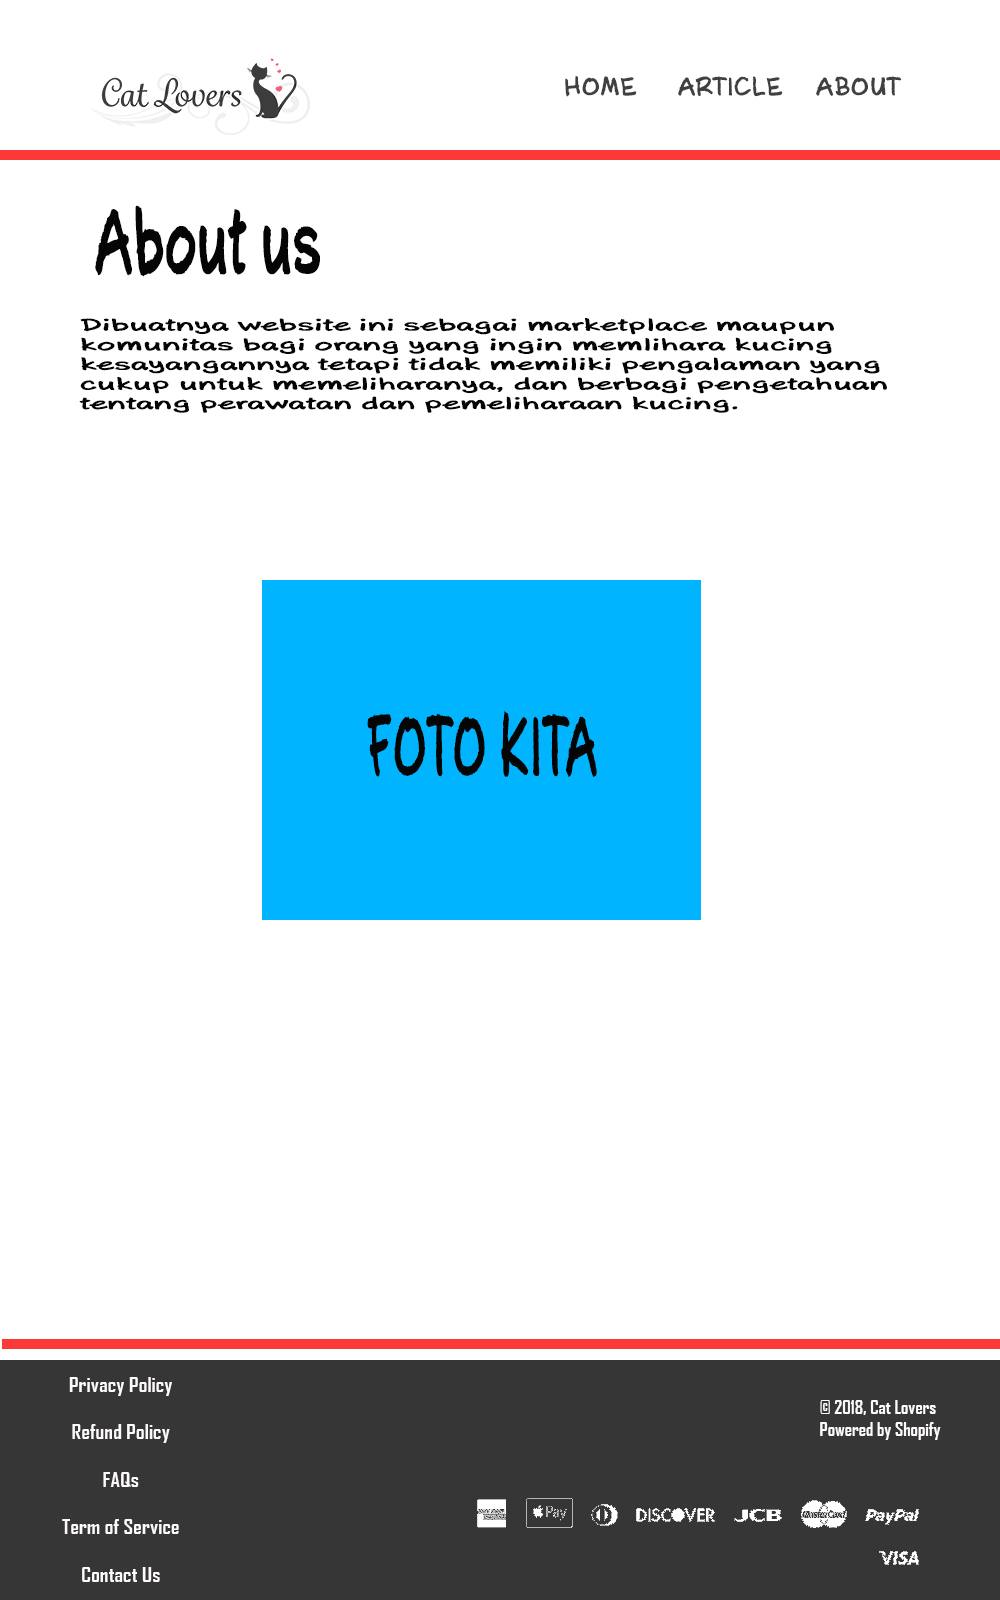 Cat Lovers
HOME ARTICLE ABOUT
About us
Dibuatnya website ini sebagai marketplace maupun
komunitas bagi orang yang ingin memlihara kucing
kesayangannya tetapi tidak memiliki pengalaman yang
cukup untuk memeliharanya, dan berbagi pengetahuan
tentang perawatan dan pemeliharaan kucing.
FOTO KITA
Privacy Policy
Refund Policy
FAQs
Term of Service
Contact Us
© 2018, Cat Lovers
Powered by Shopify
Pay DISCOVER JCB MasterCard PayPal
VISA